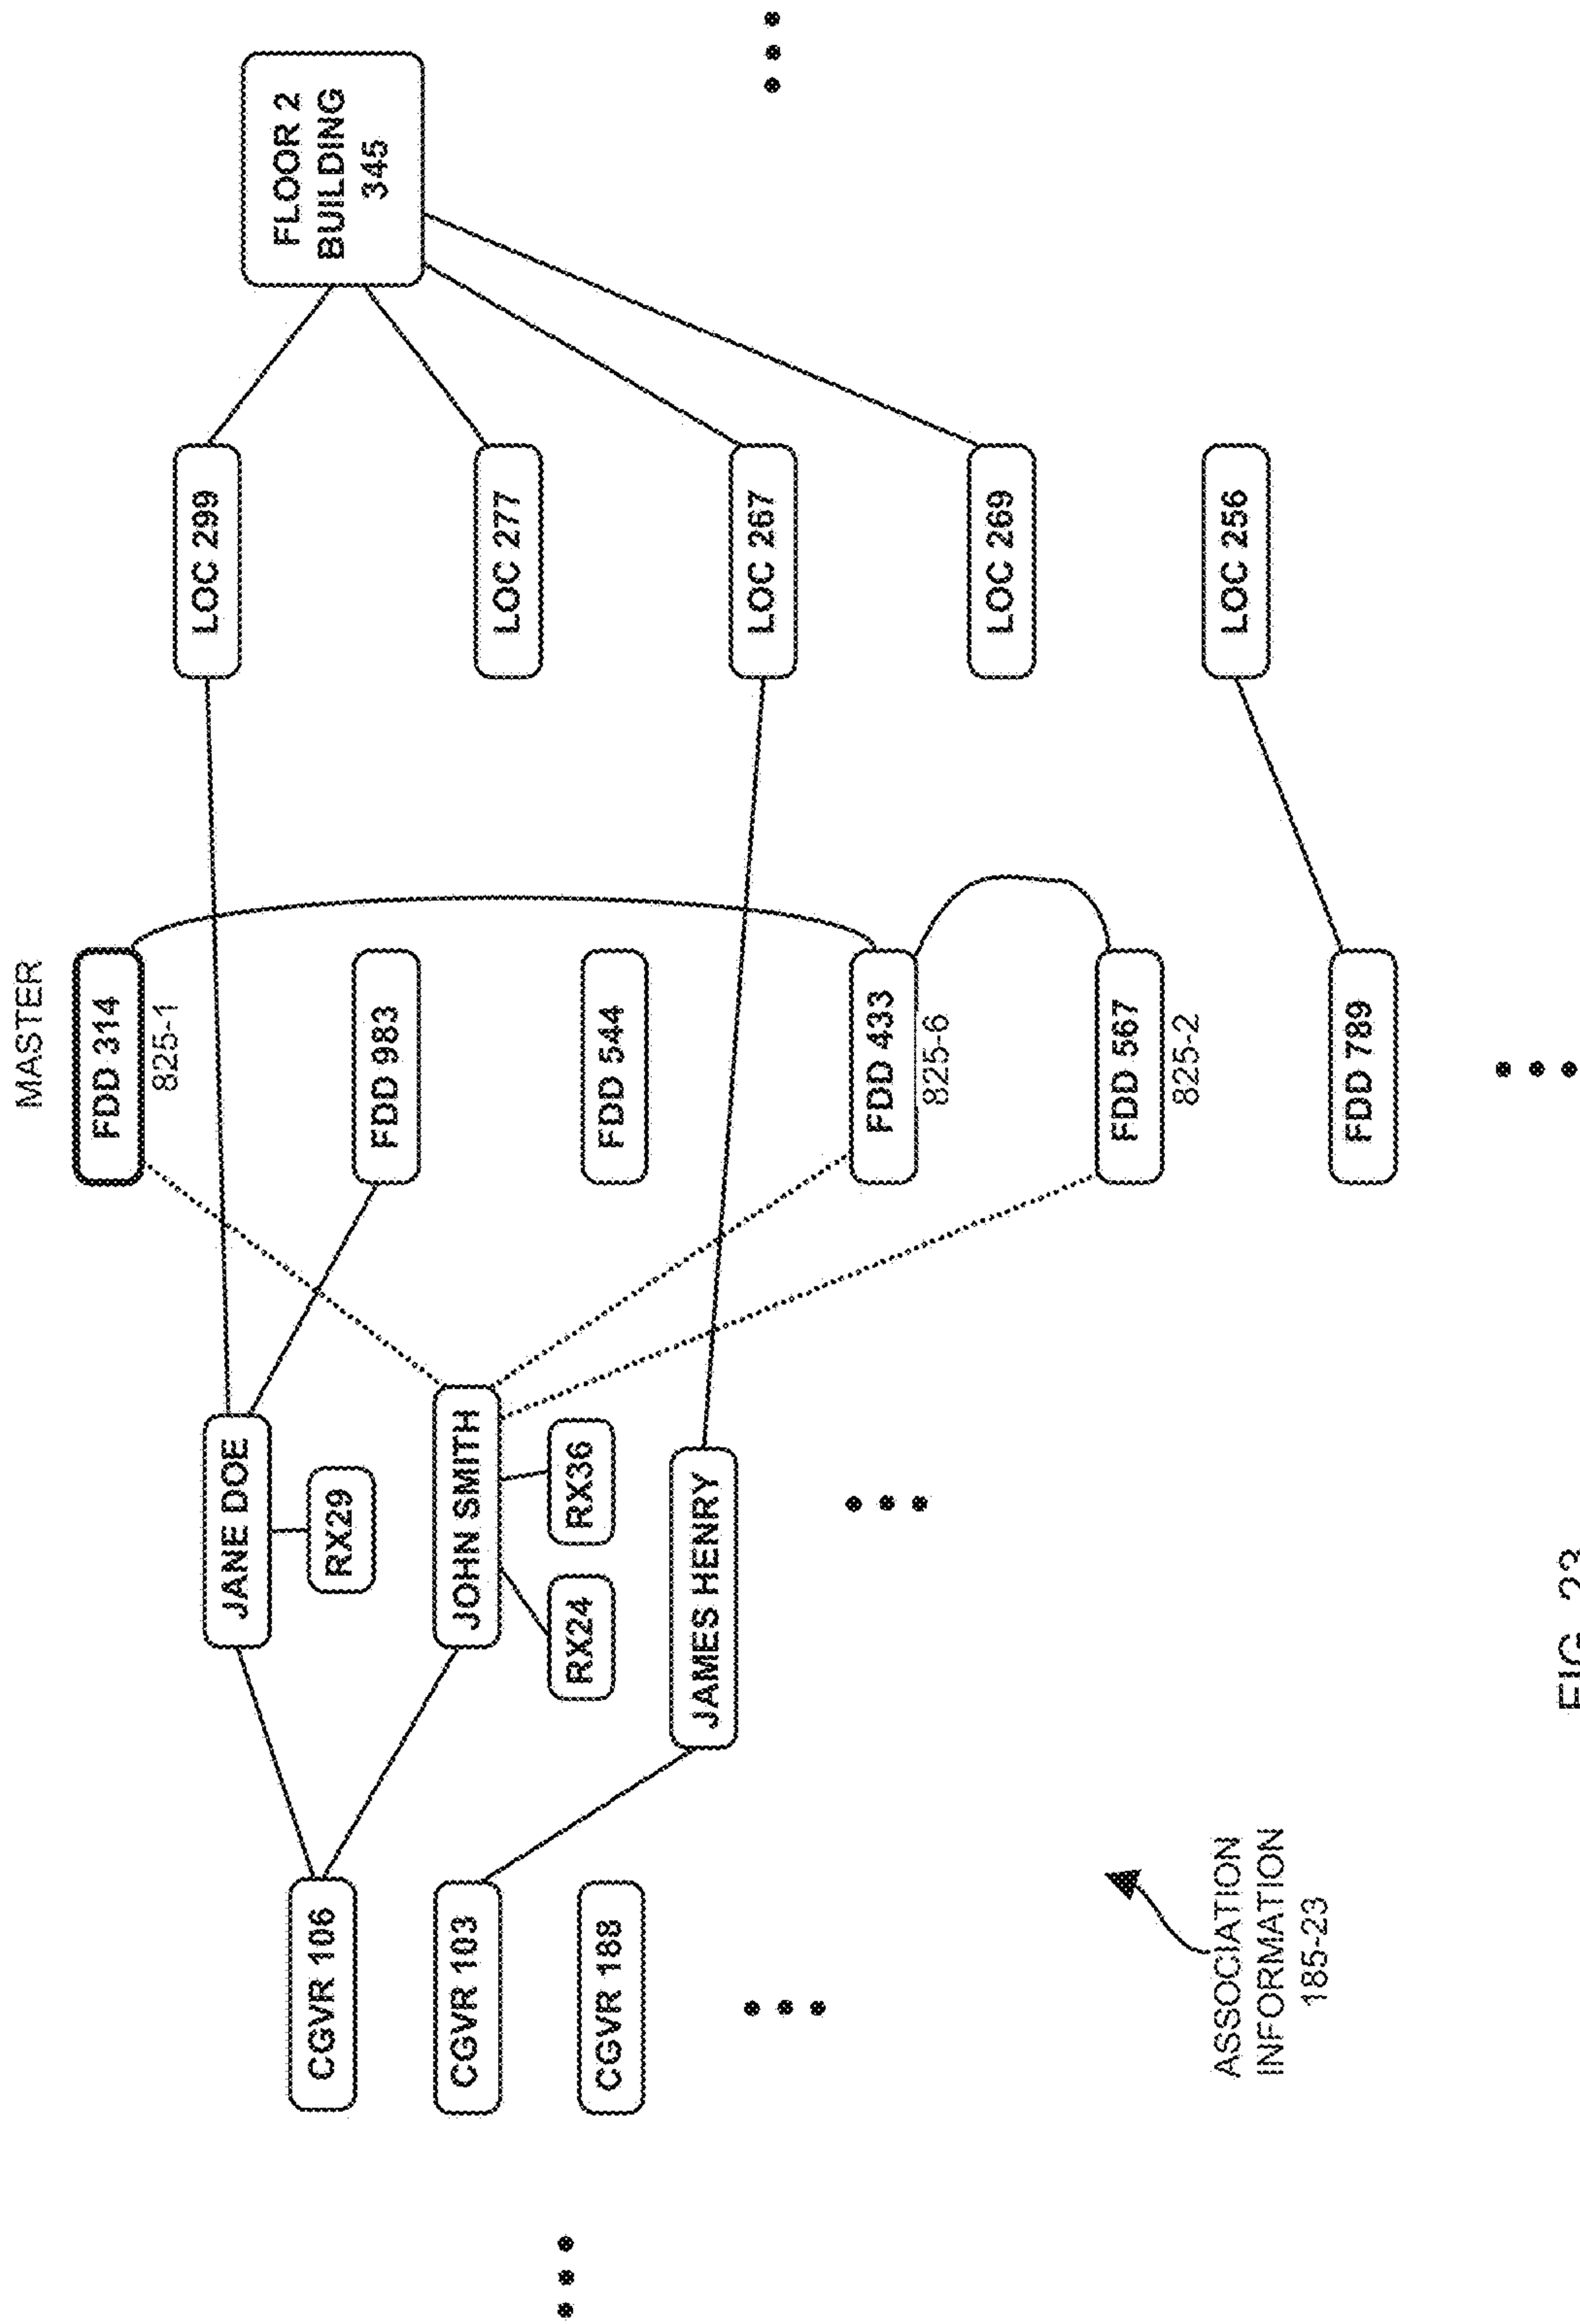 MASTER
CGVR 106
CGVR 103
CGVR 188
JANE DOE
RX29
JOHN SMITH
RX24
RX36
JAMES HENRY
FDD 314
825-1
FDD 983
FDD 544
FDD 433
825-6
FDD 567
825-2
FDD 789
LOC 299
LOC 277
LOC 267
LOC 269
LOC 256
FLOOR 2
BUILDING
345
ASSOCIATION
INFORMATION
185-23
FIG. 23